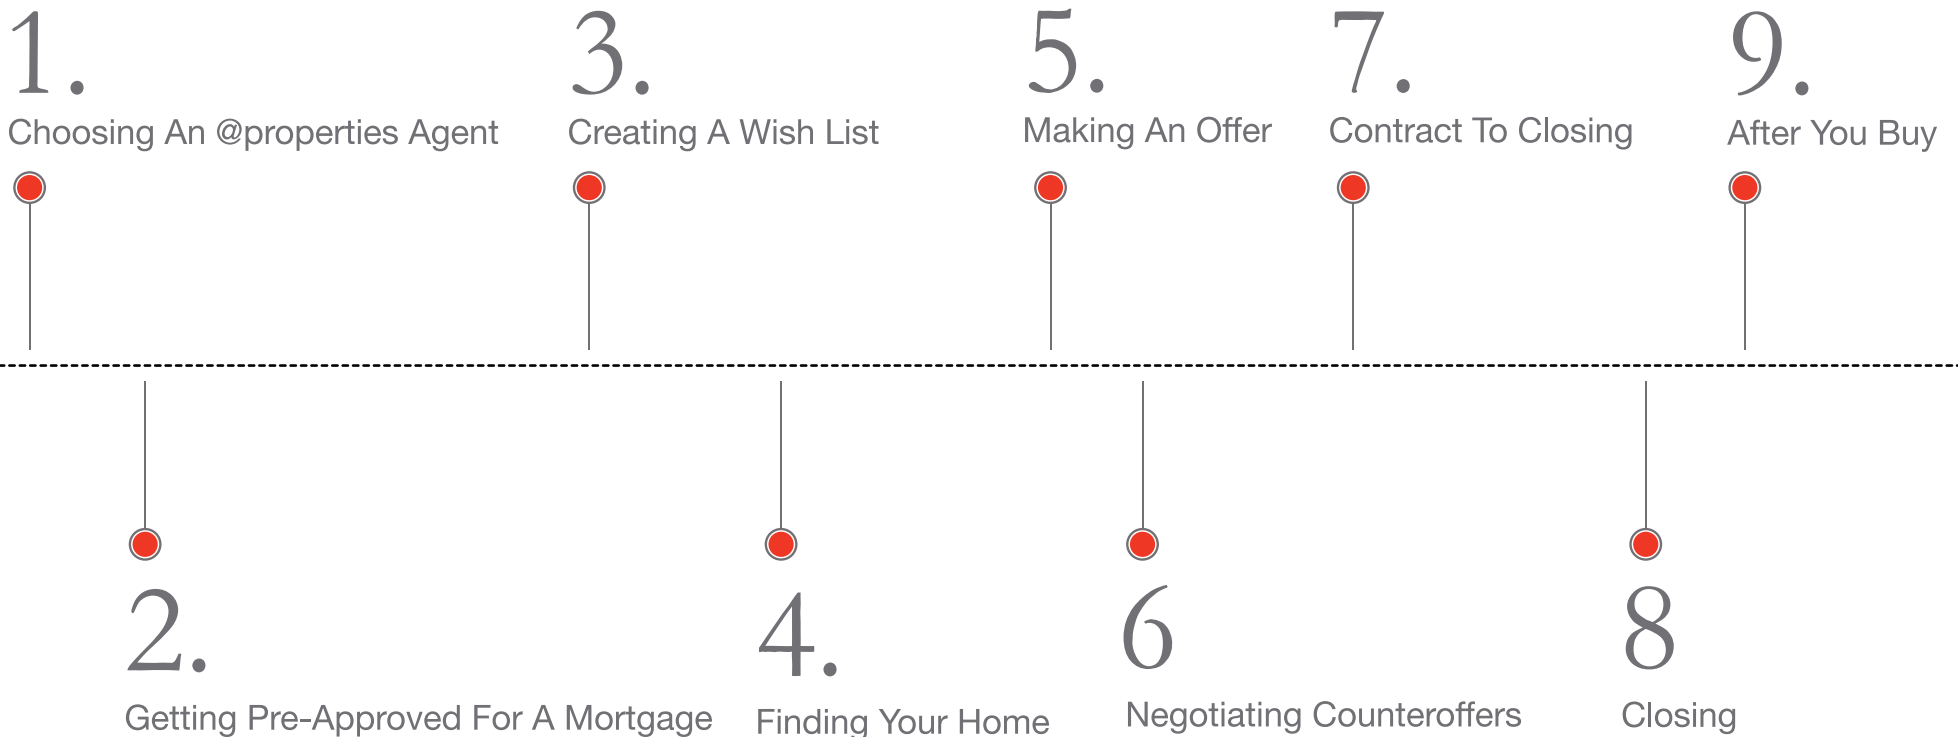 1.
Choosing An @properties Agent
2.
Getting Pre-Approved For A Mortgage
3.
Creating A Wish List
4.
Finding Your Home
5.
Making An Offer
6
Negotiating Counteroffers
7.
Contract To Closing
8
Closing
9.
After You Buy